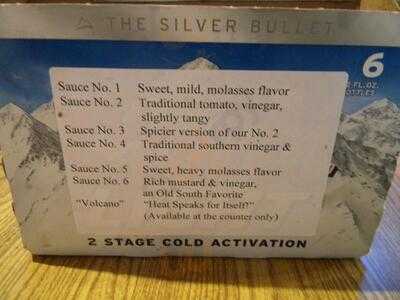 THE SILVER BULLET
6
FL.OZ.
Sauce No. 1 Sweet, mild, molasses flavor
Sauce No. 2 Traditional tomato, vinegar,
slightly tangy
Sauce No. 3 Spicier version of our No. 2
Sauce No. 4 Traditional southern vinegar &
spice
Sauce No. 5 Sweet, heavy molasses flavor
Sauce No. 6 Rich mustard & vinegar,
an Old South Favorite
"Volcano" "Heat Speaks for Itself!"
(Available at the counter only)
2 STAGE COLD ACTIVATION